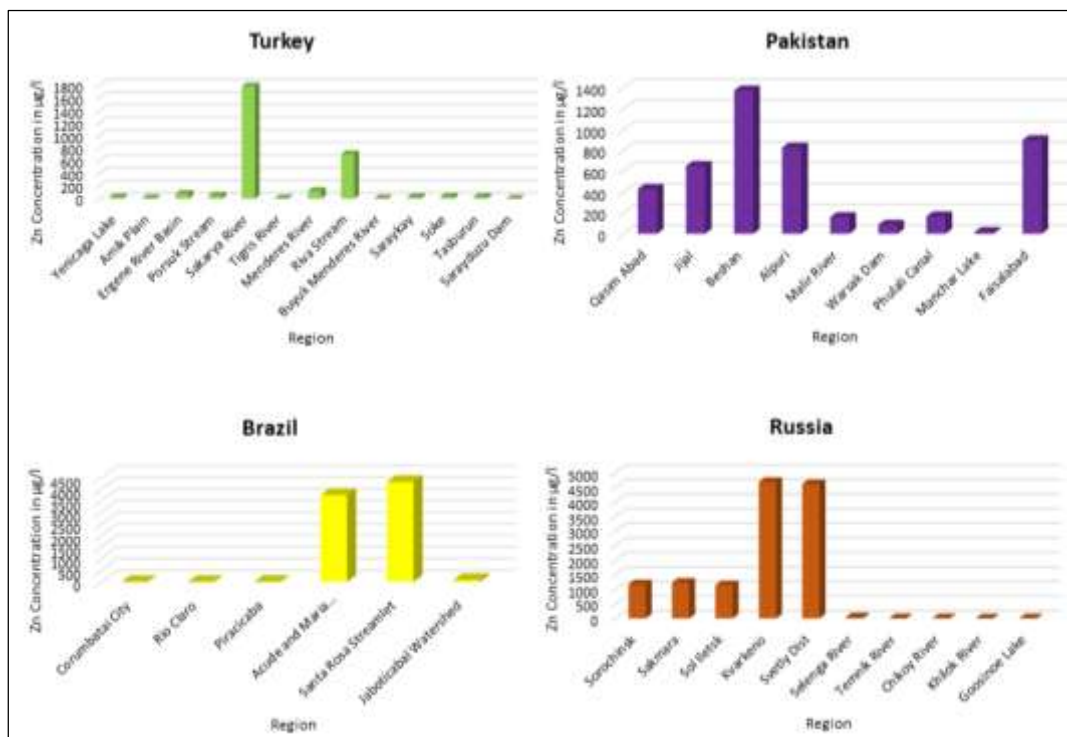 Turkey
Zn Concentration in µg/l
1800
1600
1400
1200
1000
800
600
400
200
0
Yenicaga Lake
Amik Plain
Ergene River Basin
Porsuk Stream
Sakarya River
Tigris River
Menderes River
Riva Stream
Buyuk Menderes River
Saraykay
Soke
Tasburun
Sarayduzu Dam
Region
Pakistan
Zn Concentration in µg/l
1400
1200
1000
800
600
400
200
0
Qasim Abad
Jijal
Besham
Alpuri
Malir River
Warsak Dam
Phulali Canal
Manchar Lake
Faisalabad
Region
Brazil
Zn Concentration in µg/l
4500
4000
3500
3000
2500
2000
1500
1000
500
0
Corumbatai City
Rio Claro
Piracicaba
Acude and Maria...
Santa Rosa Streamlet
Jaboticabal Watershed
Region
Russia
Zn Concentration in µg/l
5000
4500
4000
3500
3000
2500
2000
1500
1000
500
0
Sorochinsk
Sakmara
Sol Iletsk
Kvarkeno
Svetly Dist
Selenga River
Temnik River
Chikoy River
Khilok River
Goosinoe Lake
Region